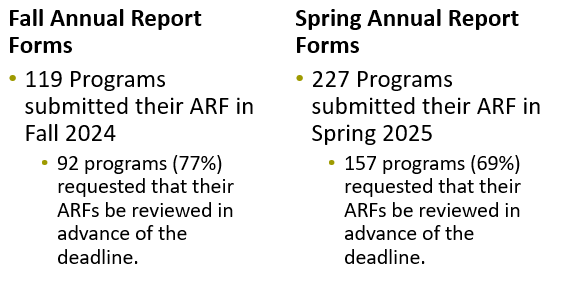 Fall Annual Report
Forms
• 119 Programs
submitted their ARF in
Fall 2024
• 92 programs (77%)
requested that their
ARFs be reviewed in
advance of the
deadline.
Spring Annual Report
Forms
• 227 Programs
submitted their ARF in
Spring 2025
• 157 programs (69%)
requested that their
ARFs be reviewed in
advance of the
deadline.